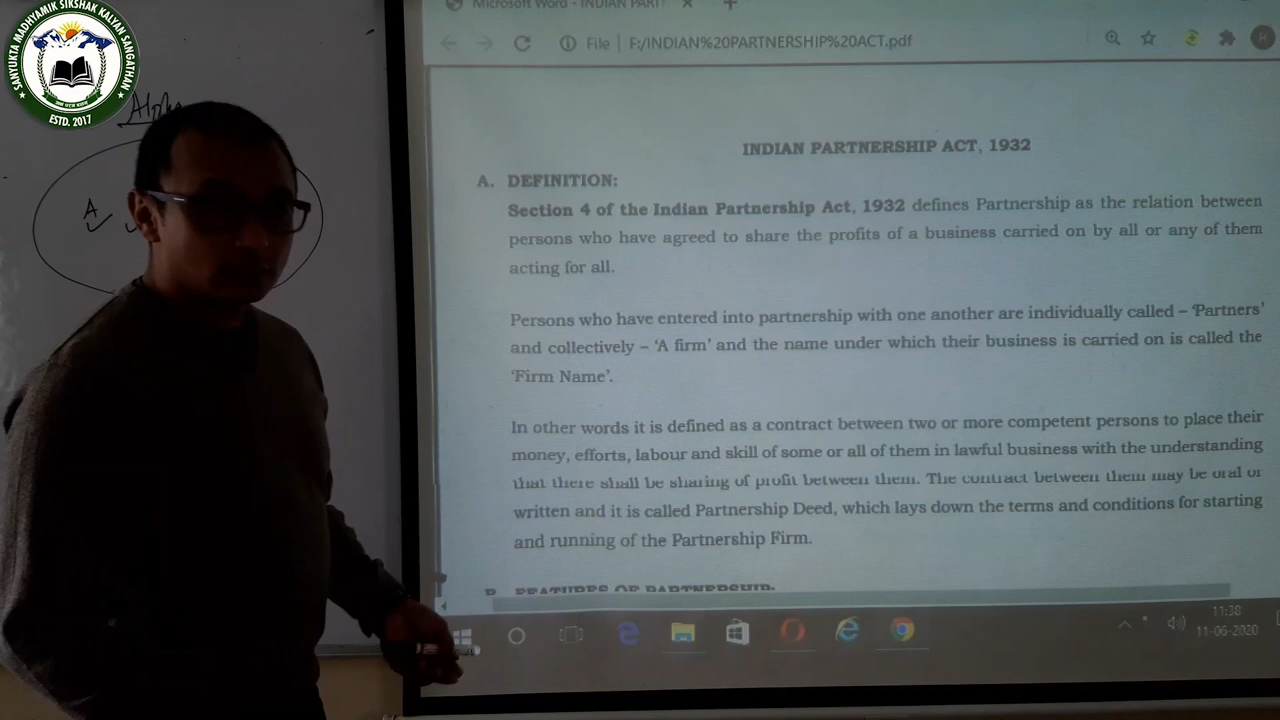 SANYUKTA MADHYAMIK SIKSHAK KALYAN SANGATHAN
ESTD. 2017
A
Microsoft Word - INDIAN PART
File F:/INDIAN%20PARTNERSHIP%20ACT.pdf
INDIAN PARTNERSHIP ACT, 1932
A. DEFINITION:
Section 4 of the Indian Partnership Act, 1932 defines Partnership as the relation between
persons who have agreed to share the profits of a business carried on by all or any of them
acting for all.
Persons who have entered into partnership with one another are individually called – ‘Partners’
and collectively – ‘A firm’ and the name under which their business is carried on is called the
‘Firm Name’.
In other words it is defined as a contract between two or more competent persons to place their
money, efforts, labour and skill of some or all of them in lawful business with the understanding
that there shall be sharing of profit between them. The contract between them may be oral or
written and it is called Partnership Deed, which lays down the terms and conditions for starting
and running of the Partnership Firm.
B. FEATURES OF PARTNERSHIP:
11:38
11-06-2020